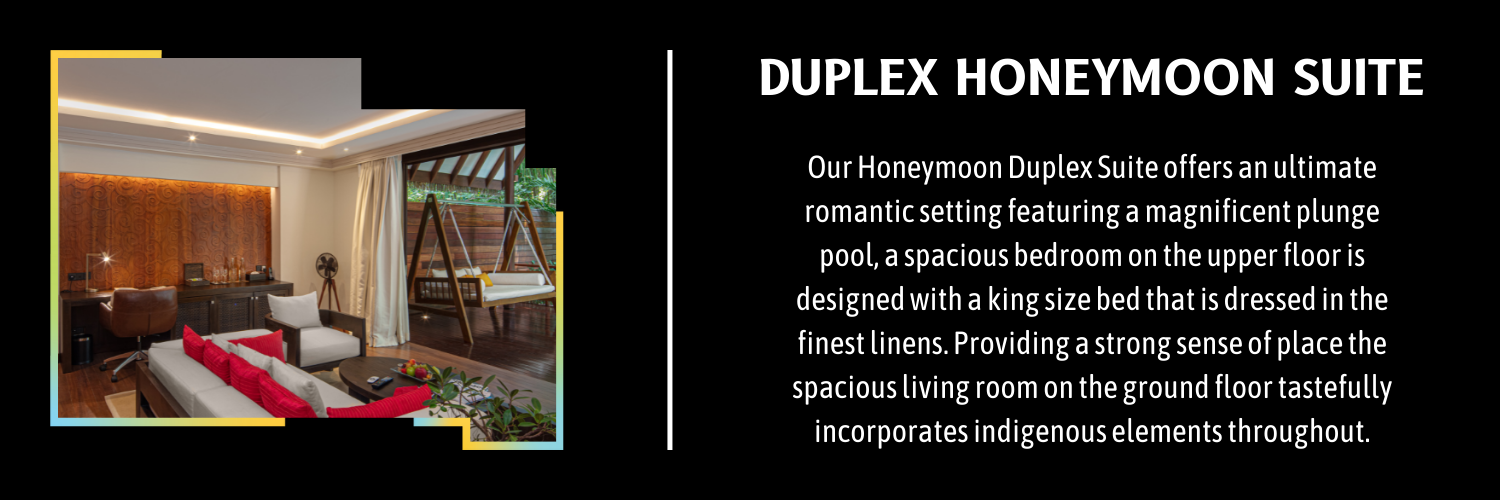 DUPLEX HONEYMOON SUITE
Our Honeymoon Duplex Suite offers an ultimate
romantic setting featuring a magnificent plunge
pool, a spacious bedroom on the upper floor is
designed with a king size bed that is dressed in the
finest linens. Providing a strong sense of place the
spacious living room on the ground floor tastefully
incorporates indigenous elements throughout.